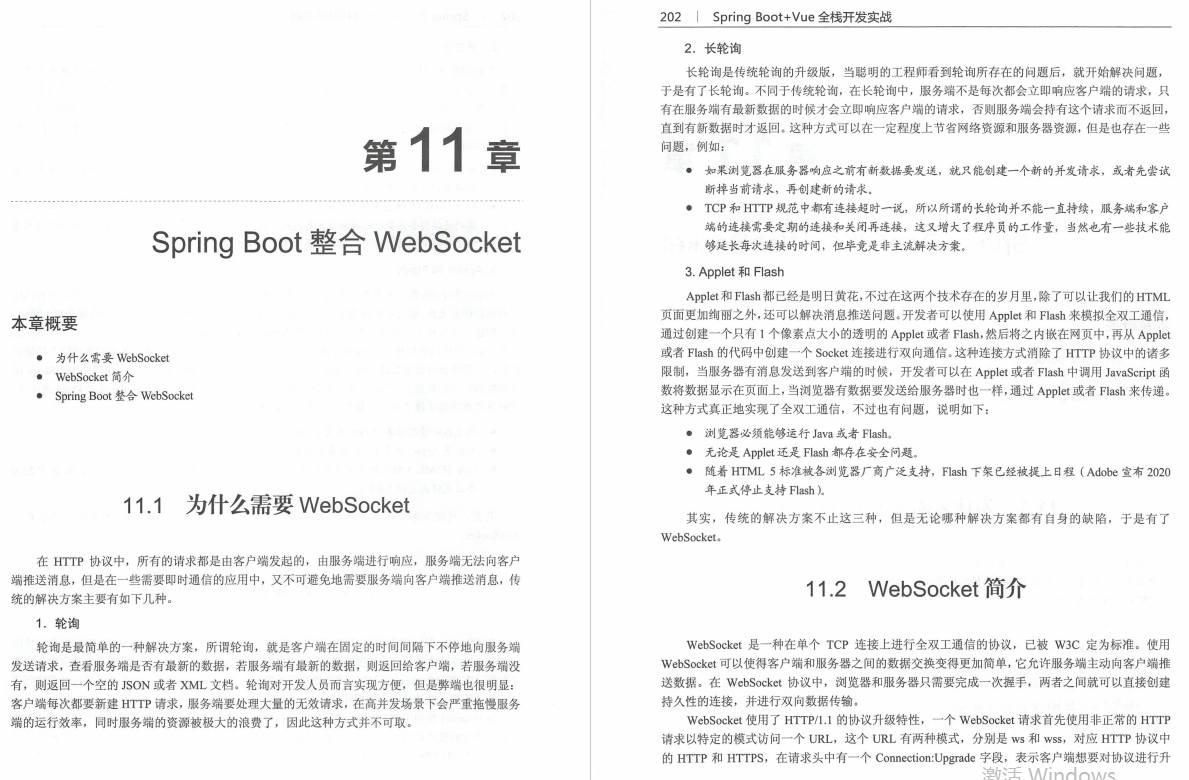 第 11 章
Spring Boot 整合 WebSocket
本章概要
● 为什么需要 WebSocket
● WebSocket 简介
● Spring Boot 整合 WebSocket
11.1 为什么需要 WebSocket
在 HTTP 协议中，所有的请求都是由客户端发起的，由服务端进行响应，服务端无法向客户
端推送消息，但是在一些需要即时通信的应用中，又不可避免地需要服务端向客户端推送消息，传
统的解决方案主要有如下几种。
1．轮询
轮询是最简单的一种解决方案，所谓轮询，就是客户端在固定的时间间隔下不停地向服务端
发送请求，查看服务端是否有最新的数据，若服务端有最新的数据，则返回给客户端，若服务端没
有，则返回一个空的 JSON 或者 XML 文档。轮询对开发人员而言实现方便，但是弊端也很明显：
客户端每次都要新建 HTTP 请求，服务端要处理大量的无效请求，在高并发场景下会严重拖慢服务
端的运行效率，同时服务端的资源被极大的浪费了，因此这种方式并不可取。
202 | Spring Boot+Vue 全栈开发实战
2．长轮询
长轮询是传统轮询的升级版，当聪明的工程师看到轮询所存在的问题后，就开始解决问题，
于是有了长轮询。不同于传统轮询，在长轮询中，服务端不是每次都会立即响应客户端的请求，只
有在服务端有最新数据的时候才会立即响应客户端的请求，否则服务端会持有这个请求而不返回，
直到有新数据时才返回。这种方式可以在一定程度上节省网络资源和服务器资源，但是也存在一些
问题，例如：
● 如果浏览器在服务器响应之前有新数据要发送，就只能创建一个新的并发请求，或者先尝试
断掉当前请求，再创建新的请求。
● TCP 和 HTTP 规范中都有连接超时一说，所以所谓的长轮询并不能一直持续，服务端和客户
端的连接需要定期的连接和关闭再连接，这又增大了程序员的工作量，当然也有一些技术能
够延长每次连接的时间，但毕竟是非主流解决方案。
3. Applet 和 Flash
Applet 和 Flash 都已经是明日黄花，不过在这两个技术存在的岁月里，除了可以让我们的 HTML
页面更加绚丽之外，还可以解决消息推送问题。开发者可以使用 Applet 和 Flash 来模拟全双工通信，
通过创建一个只有 1 个像素点大小的透明的 Applet 或者 Flash，然后将之内嵌在网页中，再从 Applet
或者 Flash 的代码中创建一个 Socket 连接进行双向通信。这种连接方式消除了 HTTP 协议中的诸多
限制，当服务器有消息发送到客户端的时候，开发者可以在 Applet 或者 Flash 中调用 JavaScript 函
数将数据显示在页面上，当浏览器有数据要发送给服务器时也一样，通过 Applet 或者 Flash 来传递。
这种方式真正地实现了全双工通信，不过也有问题，说明如下：
● 浏览器必须能够运行 Java 或者 Flash。
● 无论是 Applet 还是 Flash 都存在安全问题。
● 随着 HTML 5 标准被各浏览器厂商广泛支持，Flash 下架已经被提上日程（Adobe 宣布 2020
年正式停止支持 Flash）。
其实，传统的解决方案不止这三种，但是无论哪种解决方案都有自身的缺陷，于是有了
WebSocket。
11.2 WebSocket 简介
WebSocket 是一种在单个 TCP 连接上进行全双工通信的协议，已被 W3C 定为标准。使用
WebSocket 可以使得客户端和服务器之间的数据交换变得更加简单，它允许服务端主动向客户端推
送数据。在 WebSocket 协议中，浏览器和服务器只需要完成一次握手，两者之间就可以直接创建
持久性的连接，并进行双向数据传输。
WebSocket 使用了 HTTP/1.1 的协议升级特性，一个 WebSocket 请求首先使用非正常的 HTTP
请求以特定的模式访问一个 URL，这个 URL 有两种模式，分别是 ws 和 wss，对应 HTTP 协议中
的 HTTP 和 HTTPS，在请求头中有一个 Connection:Upgrade 字段，表示客户端想要对协议进行升
激活 Windows